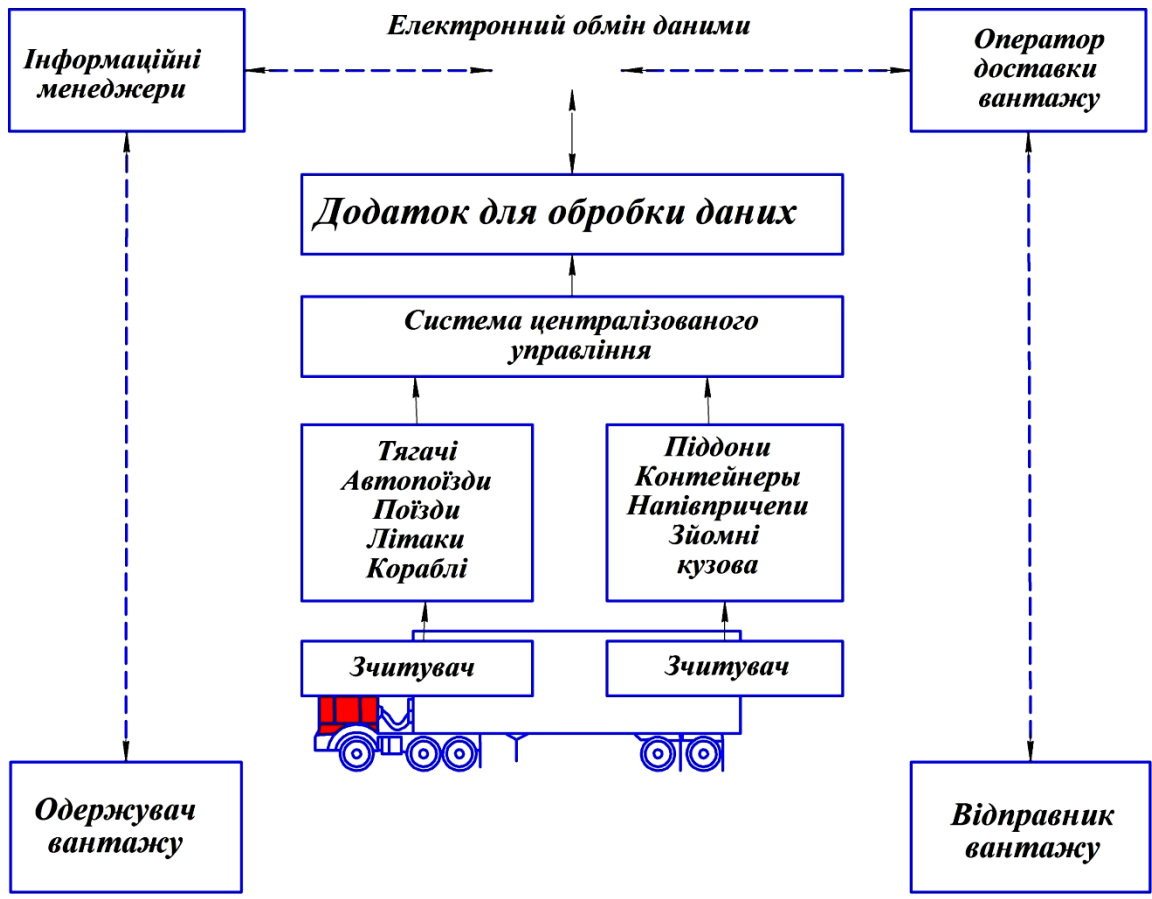 Електронний обмін даними
Інформаційні
менеджери
Оператор
доставки
вантажу
Додаток для обробки даних
Система централізованого
управління
Тягачі
Автопоїзди
Поїзди
Літаки
Кораблі
Піддони
Контейнеры
Напівпричепи
Зйомні
кузова
Зчитувач
Зчитувач
Одержувач
вантажу
Відправник
вантажу